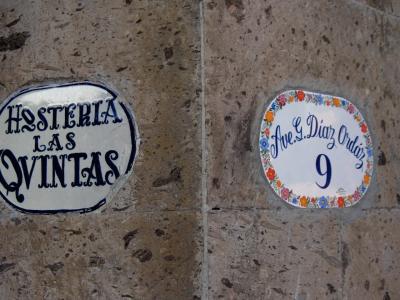 HOSTERIA
LAS
QVINTAS
Ave. G. Díaz Ordáz
9